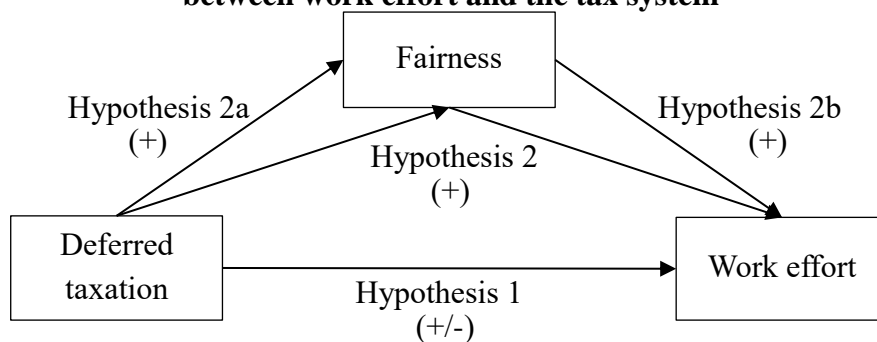 between work effort and the tax system
Fairness
Hypothesis 2a
(+)
Hypothesis 2b
(+)
Hypothesis 2
(+)
Deferred
taxation
Work effort
Hypothesis 1
(+/-)